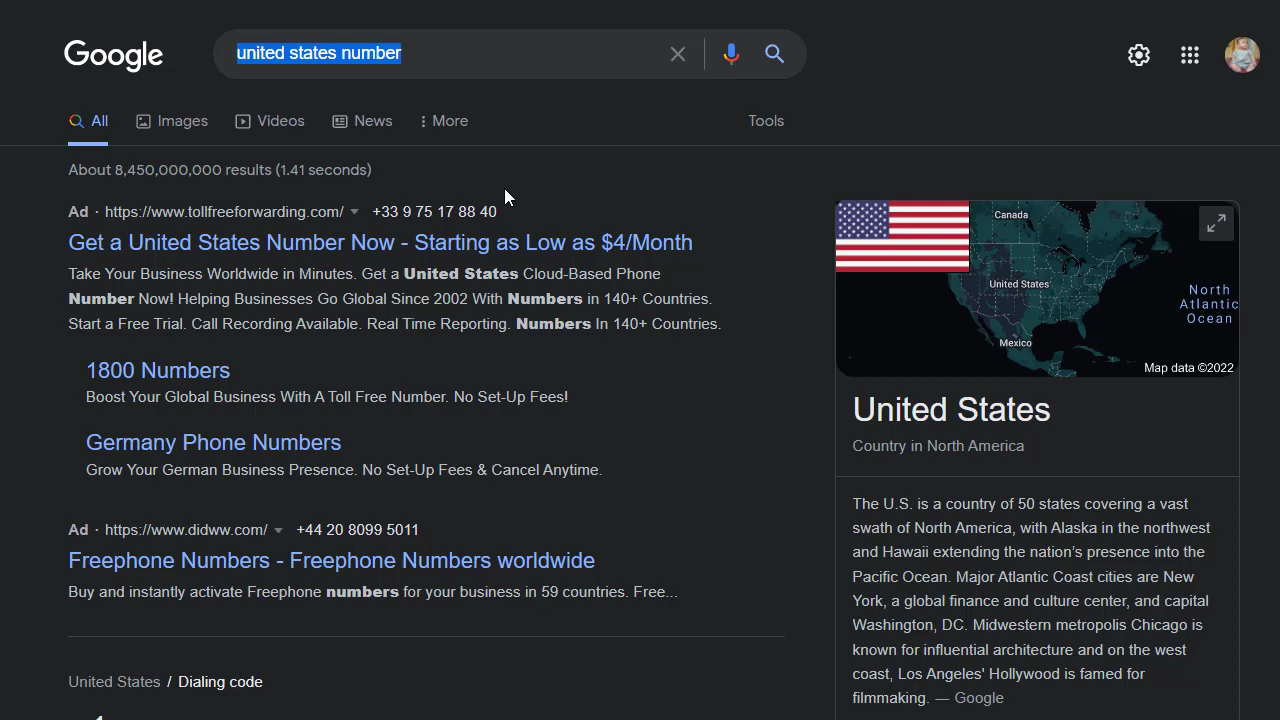 Google
united states number
All
Images
Videos
News
More
Tools
About 8,450,000,000 results (1.41 seconds)
Ad · https://www.tollfreeforwarding.com/ +33 9 75 17 88 40
Get a United States Number Now - Starting as Low as $4/Month
Take Your Business Worldwide in Minutes. Get a United States Cloud-Based Phone
Number Now! Helping Businesses Go Global Since 2002 With Numbers in 140+ Countries.
Start a Free Trial. Call Recording Available. Real Time Reporting. Numbers In 140+ Countries.
1800 Numbers
Boost Your Global Business With A Toll Free Number. No Set-Up Fees!
Germany Phone Numbers
Grow Your German Business Presence. No Set-Up Fees & Cancel Anytime.
Ad · https://www.didww.com/ +44 20 8099 5011
Freephone Numbers - Freephone Numbers worldwide
Buy and instantly activate Freephone numbers for your business in 59 countries. Free...
United States / Dialing code
Canada
United States
Mexico
North
Atlantic
Ocean
Map data ©2022
United States
Country in North America
The U.S. is a country of 50 states covering a vast
swath of North America, with Alaska in the northwest
and Hawaii extending the nation's presence into the
Pacific Ocean. Major Atlantic Coast cities are New
York, a global finance and culture center, and capital
Washington, DC. Midwestern metropolis Chicago is
known for influential architecture and on the west
coast, Los Angeles' Hollywood is famed for
filmmaking. — Google